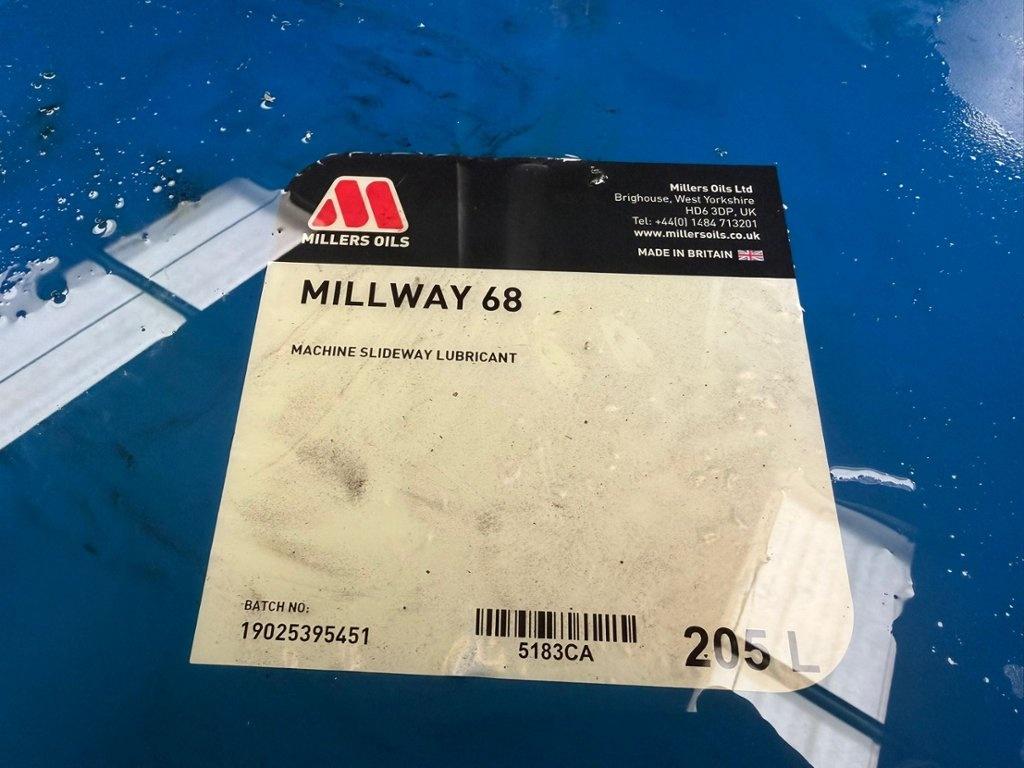 MILLERS OILS
Millers Oils Ltd
Brighouse, West Yorkshire
HD6 3DP, UK
Tel: +44(0) 1484 713201
www.millersoils.co.uk
MADE IN BRITAIN
MILLWAY 68
MACHINE SLIDEWAY LUBRICANT
BATCH NO:
19025395451
5183CA
205 L